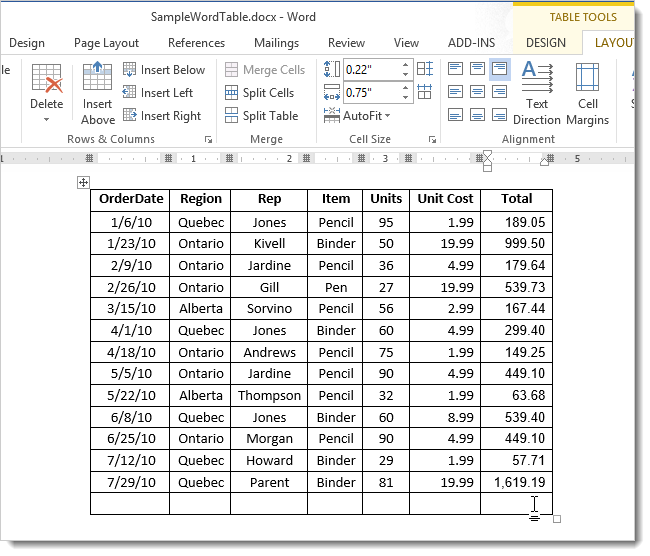 SampleWordTable.docx - Word
TABLE TOOLS
Design Page Layout References Mailings Review View ADD-INS DESIGN LAYOU
Insert Below Merge Cells 0.22"
Delete Insert Above Insert Left Split Cells 0.75" Text Direction Cell Margins
Insert Right Split Table AutoFit
Rows & Columns Merge Cell Size Alignment
1 1 2 3 5
OrderDate Region Rep Item Units Unit Cost Total
1/6/10 Quebec Jones Pencil 95 1.99 189.05
1/23/10 Ontario Kivell Binder 50 19.99 999.50
2/9/10 Ontario Jardine Pencil 36 4.99 179.64
2/26/10 Ontario Gill Pen 27 19.99 539.73
3/15/10 Alberta Sorvino Pencil 56 2.99 167.44
4/1/10 Quebec Jones Binder 60 4.99 299.40
4/18/10 Ontario Andrews Pencil 75 1.99 149.25
5/5/10 Ontario Jardine Pencil 90 4.99 449.10
5/22/10 Alberta Thompson Pencil 32 1.99 63.68
6/8/10 Quebec Jones Binder 60 8.99 539.40
6/25/10 Ontario Morgan Pencil 90 4.99 449.10
7/12/10 Quebec Howard Binder 29 1.99 57.71
7/29/10 Quebec Parent Binder 81 19.99 1,619.19